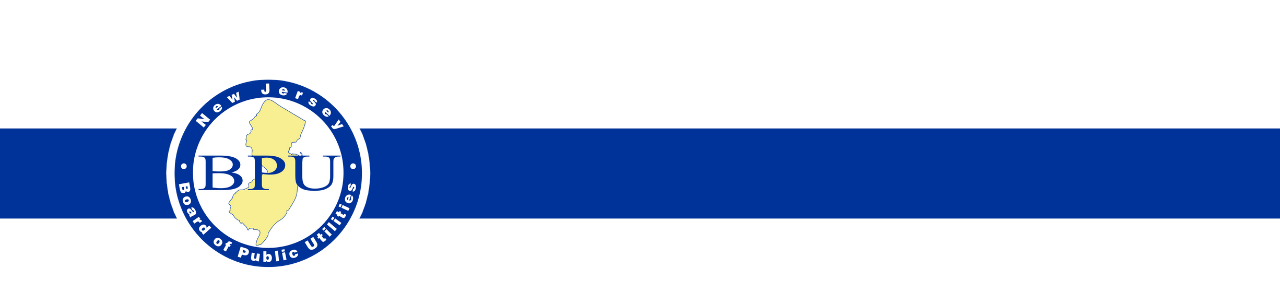 New Jersey
BPU
Board of Public Utilities